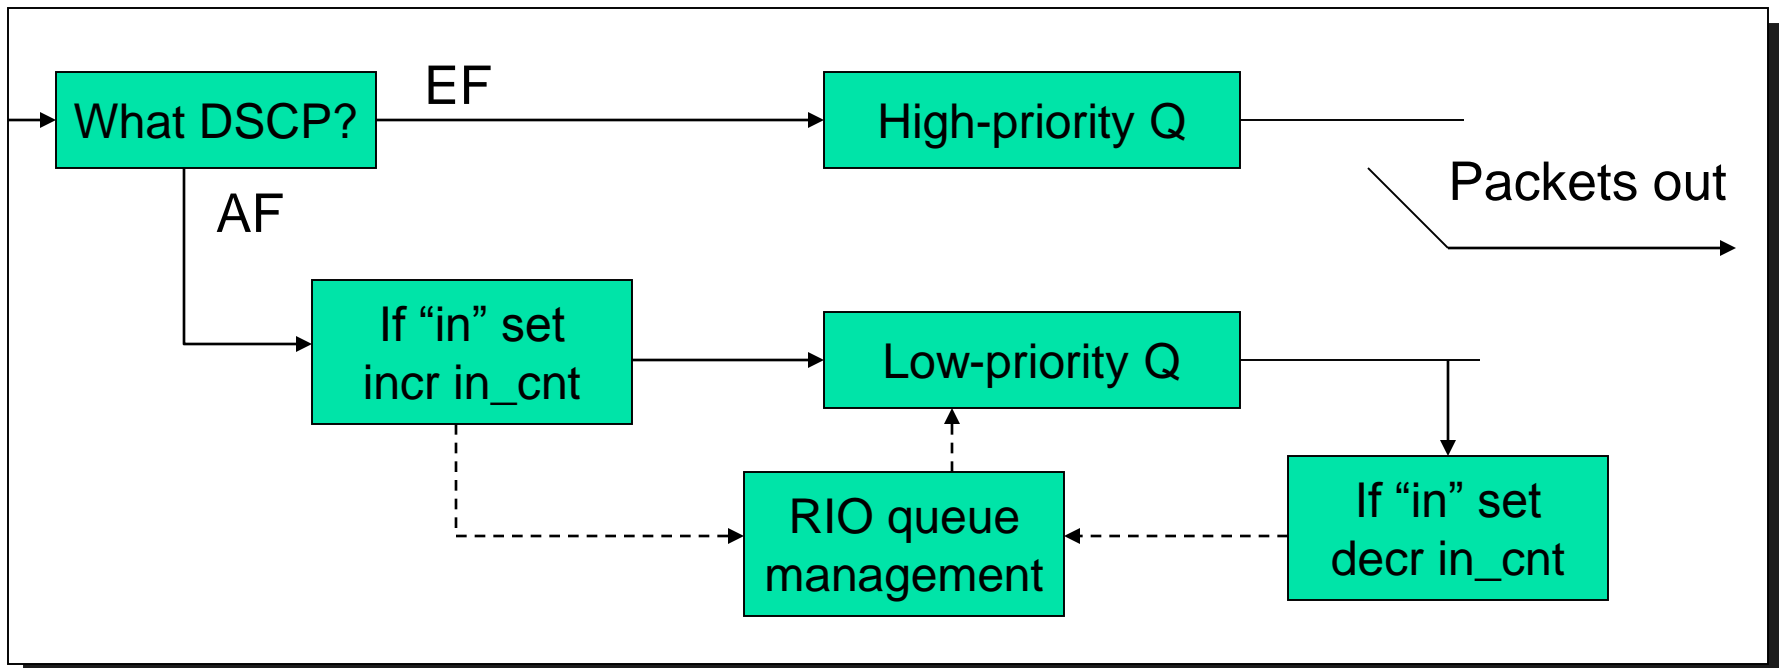 What DSCP?
EF
High-priority Q
Packets out
AF
If “in” set
incr in_cnt
Low-priority Q
RIO queue
management
If “in” set
decr in_cnt